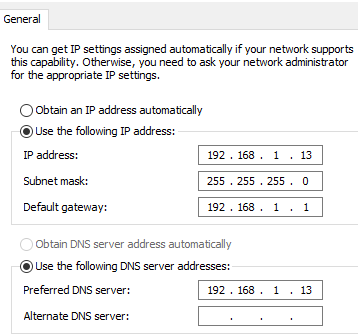 General
You can get IP settings assigned automatically if your network supports
this capability. Otherwise, you need to ask your network administrator
for the appropriate IP settings.
Obtain an IP address automatically
Use the following IP address:
IP address: 192 . 168 . 1 . 13
Subnet mask: 255 . 255 . 255 . 0
Default gateway: 192 . 168 . 1 . 1
Obtain DNS server address automatically
Use the following DNS server addresses:
Preferred DNS server: 192 . 168 . 1 . 13
Alternate DNS server: . . .